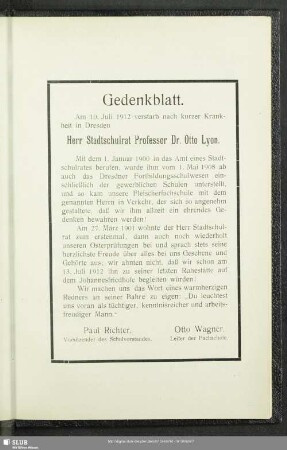 Gedenkblatt.
Am 10. Juli 1912 verstarb nach kurzer Krank-
heit in Dresden
Herr Stadtschulrat Professor Dr. Otto Lyon.
Mit dem 1. Januar 1900 in das Amt eines Stadt-
schulrates berufen, wurde ihm vom 1. Mai 1908 ab
auch das Dresdner Fortbildungsschulwesen ein-
schließlich der gewerblichen Schulen unterstellt,
und so kam unsere Fleischerfachschule mit dem
genannten Herrn in Verkehr, der sich so angenehm
gestaltete, daß wir ihm allzeit ein ehrendes Ge-
denken bewahren werden!
Am 27. März 1901 wohnte der Herr Stadtschul-
rat zum erstenmal, dann auch noch wiederholt
unseren Osterprüfungen bei und sprach stets seine
herzlichste Freude über alles bei uns Gesehene und
Gehörte aus; wir ahnten nicht, daß wir schon am
13. Juli 1912 ihn zu seiner letzten Ruhestätte auf
dem Johannesfriedhofe begleiten würden!
Wir machen uns das Wort eines warmherzigen
Redners an seiner Bahre zu eigen: „Du leuchtest
uns voran als tüchtiger, kenntnisreicher und arbeits-
freudiger Mann.“
Paul Richter, Otto Wagner,
Vorsitzender des Schulvorstandes. Leiter der Fachschule.
SLUB